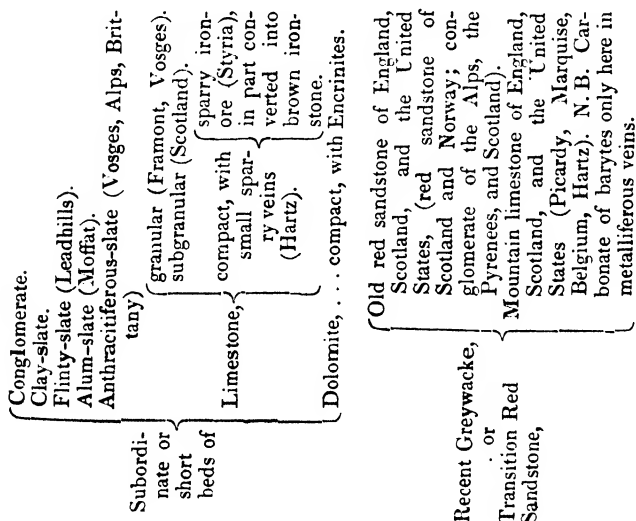 Subordi-
nate or
short
beds of
Conglomerate.
Clay-slate.
Flinty-slate (Leadhills).
Alum-slate (Moffat).
Anthracitiferous-slate (Vosges, Alps, Brit-
tany)
Limestone,
granular (Framont, Vosges).
subgranular (Scotland).
compact, with
small spar-
ry veins
(Hartz).
sparry iron-
ore (Styria),
in part con-
verted into
brown iron-
stone.
Dolomite, . . . . compact, with Encrinites.
Recent Greywacke,
or
Transition Red
Sandstone,
Old red sandstone of England,
Scotland, and the United
States, (red sandstone of
Scotland and Norway; con-
glomerate of the Alps, the
Pyrenees, and Scotland).
Mountain limestone of England,
Scotland, and the United
States (Picardy, Marquise,
Belgium, Hartz). N. B. Car-
bonate of barytes only here in
metalliferous veins.